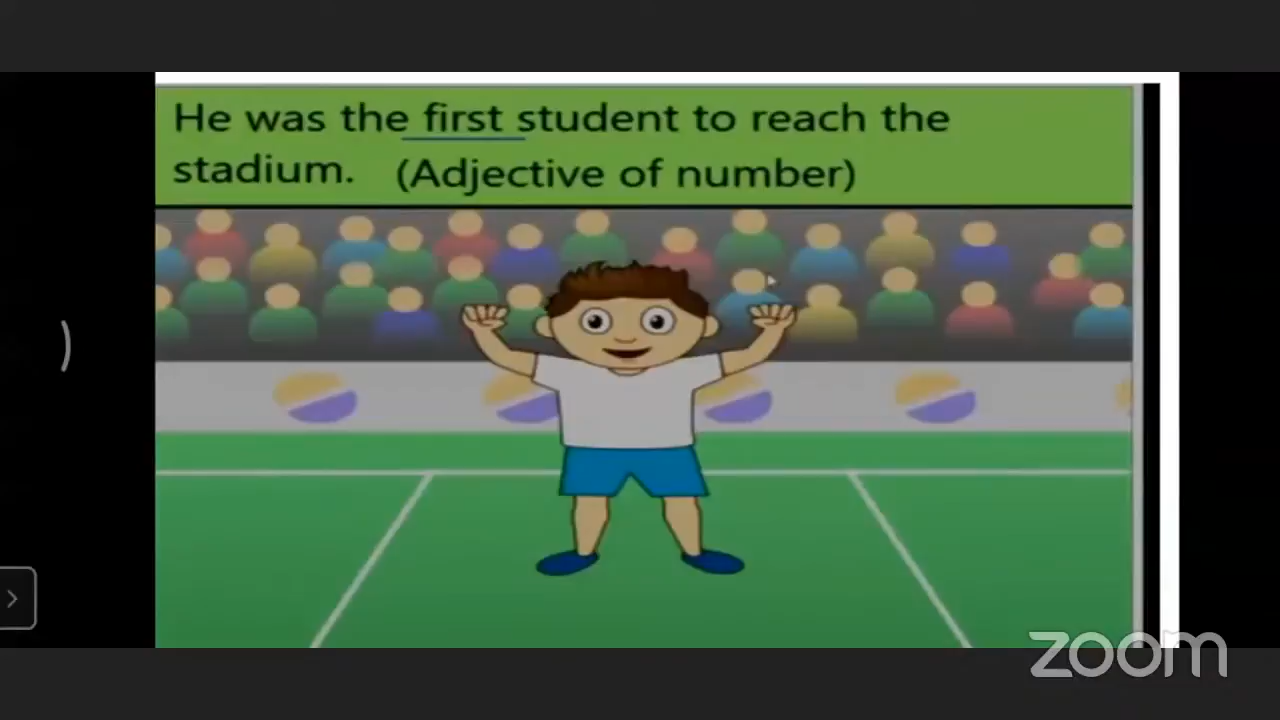 He was the first student to reach the
stadium. (Adjective of number)
zoom